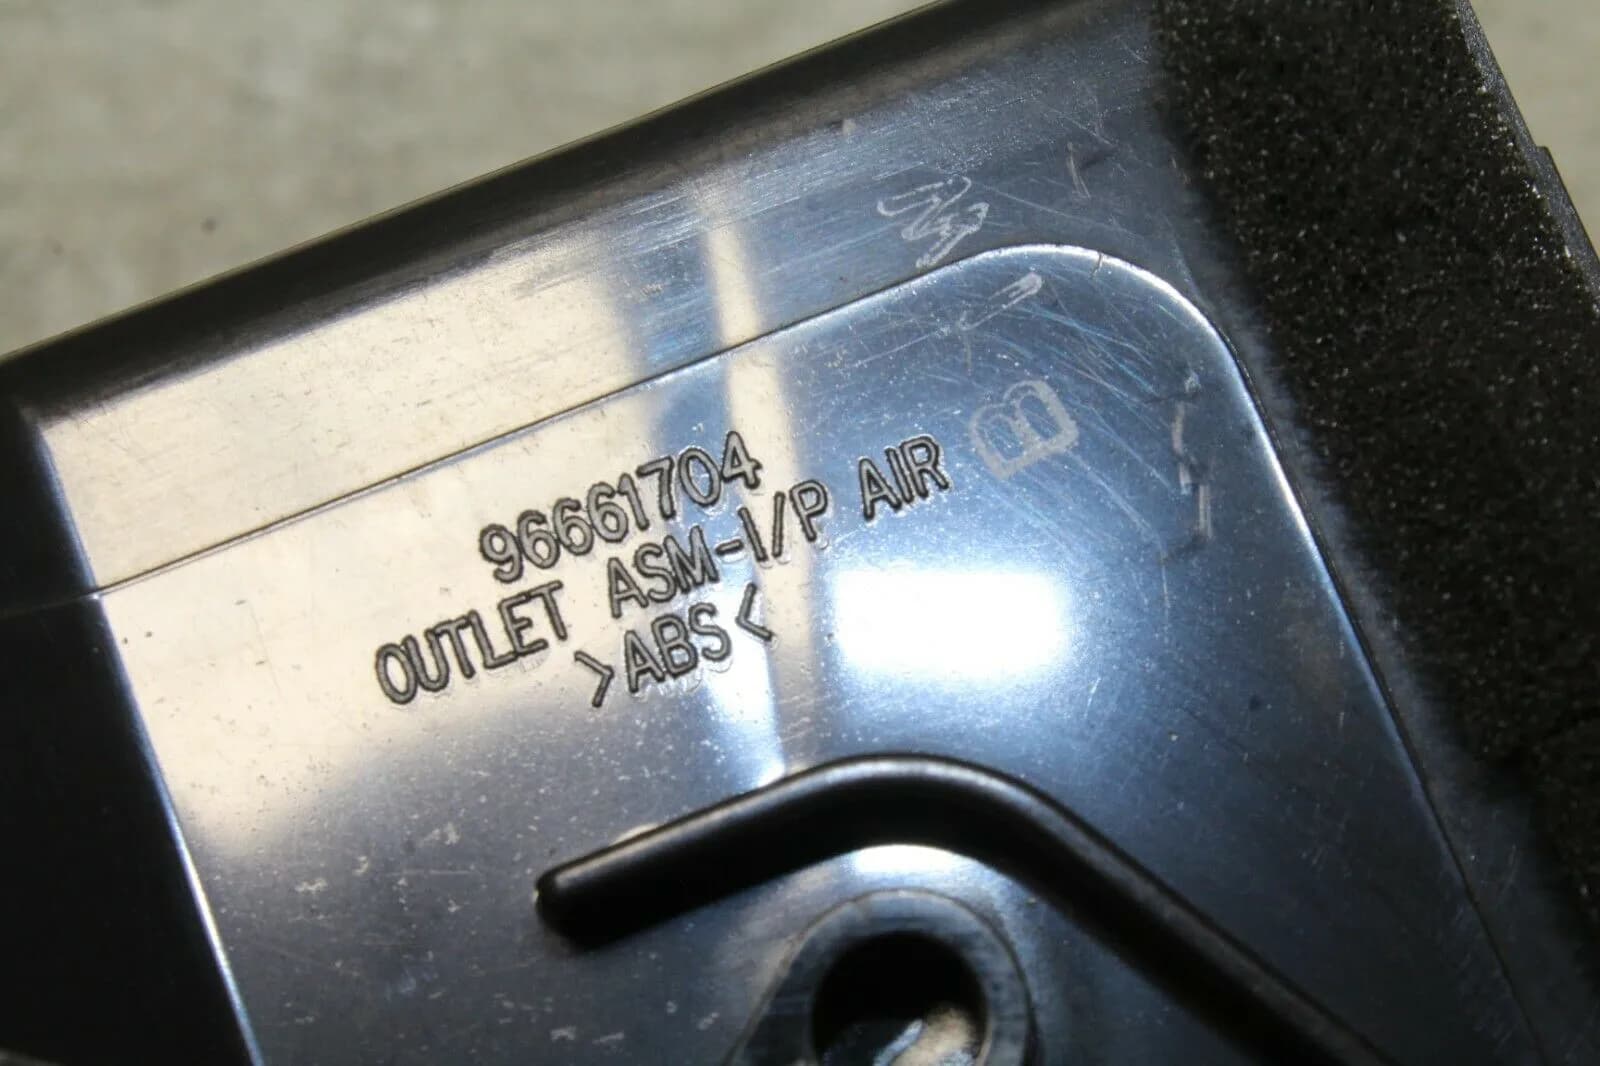 96661704
OUTLET ASM-I/P AIR
>ABS<
B